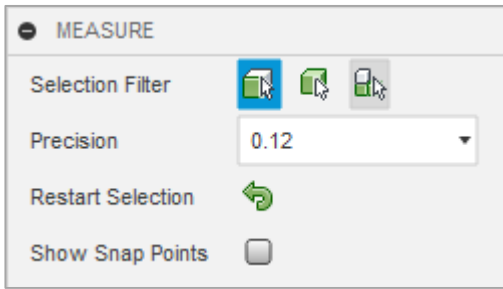 MEASURE
Selection Filter
Precision 0.12
Restart Selection
Show Snap Points